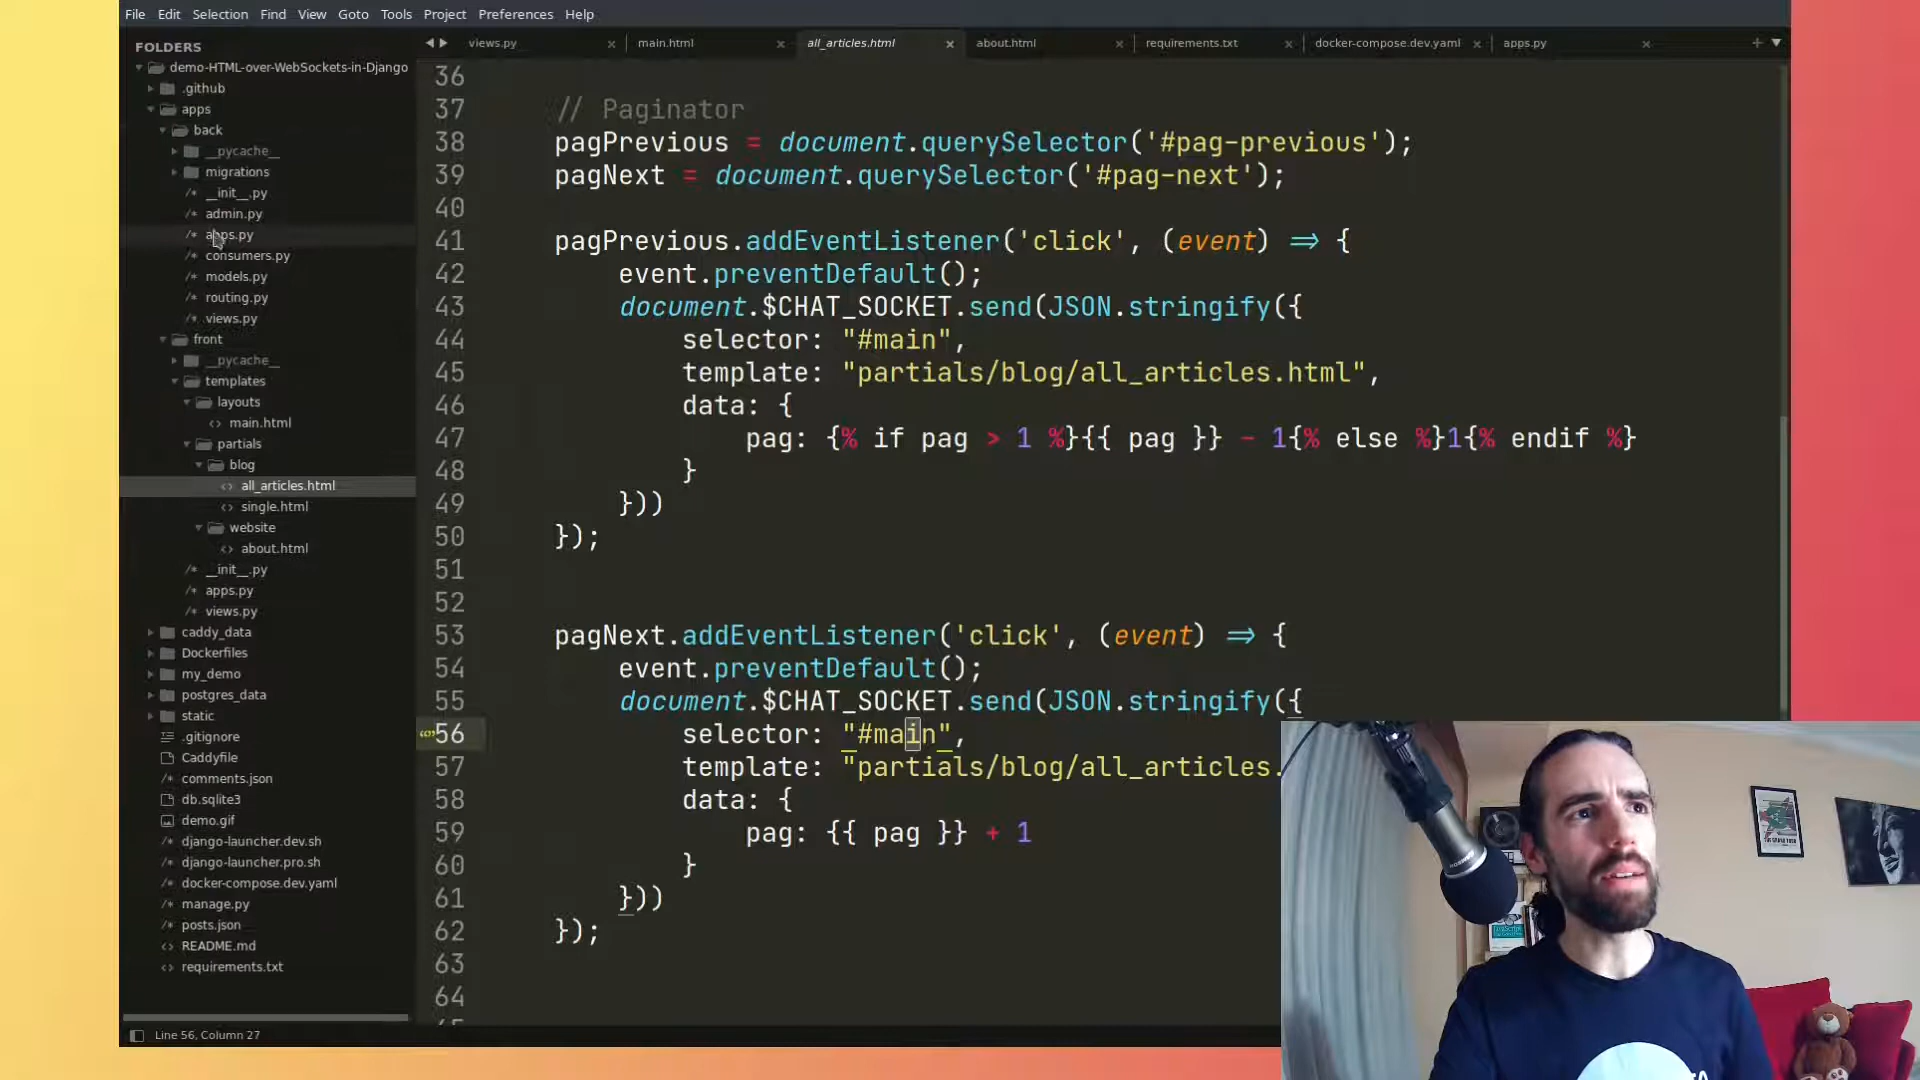 File Edit Selection Find View Goto Tools Project Preferences Help
FOLDERS
demo-HTML-over-WebSockets-in-Django
.github
apps
back
__pycache__
migrations
__init__.py
admin.py
apps.py
consumers.py
models.py
routing.py
views.py
front
__pycache__
templates
layouts
main.html
partials
blog
all_articles.html
single.html
website
about.html
__init__.py
apps.py
views.py
caddy_data
Dockerfiles
my_demo
postgres_data
static
.gitignore
Caddyfile
comments.json
db.sqlite3
demo.gif
django-launcher.dev.sh
django-launcher.pro.sh
docker-compose.dev.yaml
manage.py
posts.json
README.md
requirements.txt
views.py main.html all_articles.html about.html requirements.txt docker-compose.dev.yaml apps.py
36
37 // Paginator
38 pagPrevious = document.querySelector('#pag-previous');
39 pagNext = document.querySelector('#pag-next');
40
41 pagPrevious.addEventListener('click', (event) => {
42 event.preventDefault();
43 document.$CHAT_SOCKET.send(JSON.stringify({
44 selector: "#main",
45 template: "partials/blog/all_articles.html",
46 data: {
47 pag: {% if pag > 1 %}{{ pag }} - 1{% else %}1{% endif %}
48 }
49 }))
50 });
51
52
53 pagNext.addEventListener('click', (event) => {
54 event.preventDefault();
55 document.$CHAT_SOCKET.send(JSON.stringify({
56 selector: "#main",
57 template: "partials/blog/all_articles.
58 data: {
59 pag: {{ pag }} + 1
60 }
61 }))
62 });
63
64
Line 56, Column 27